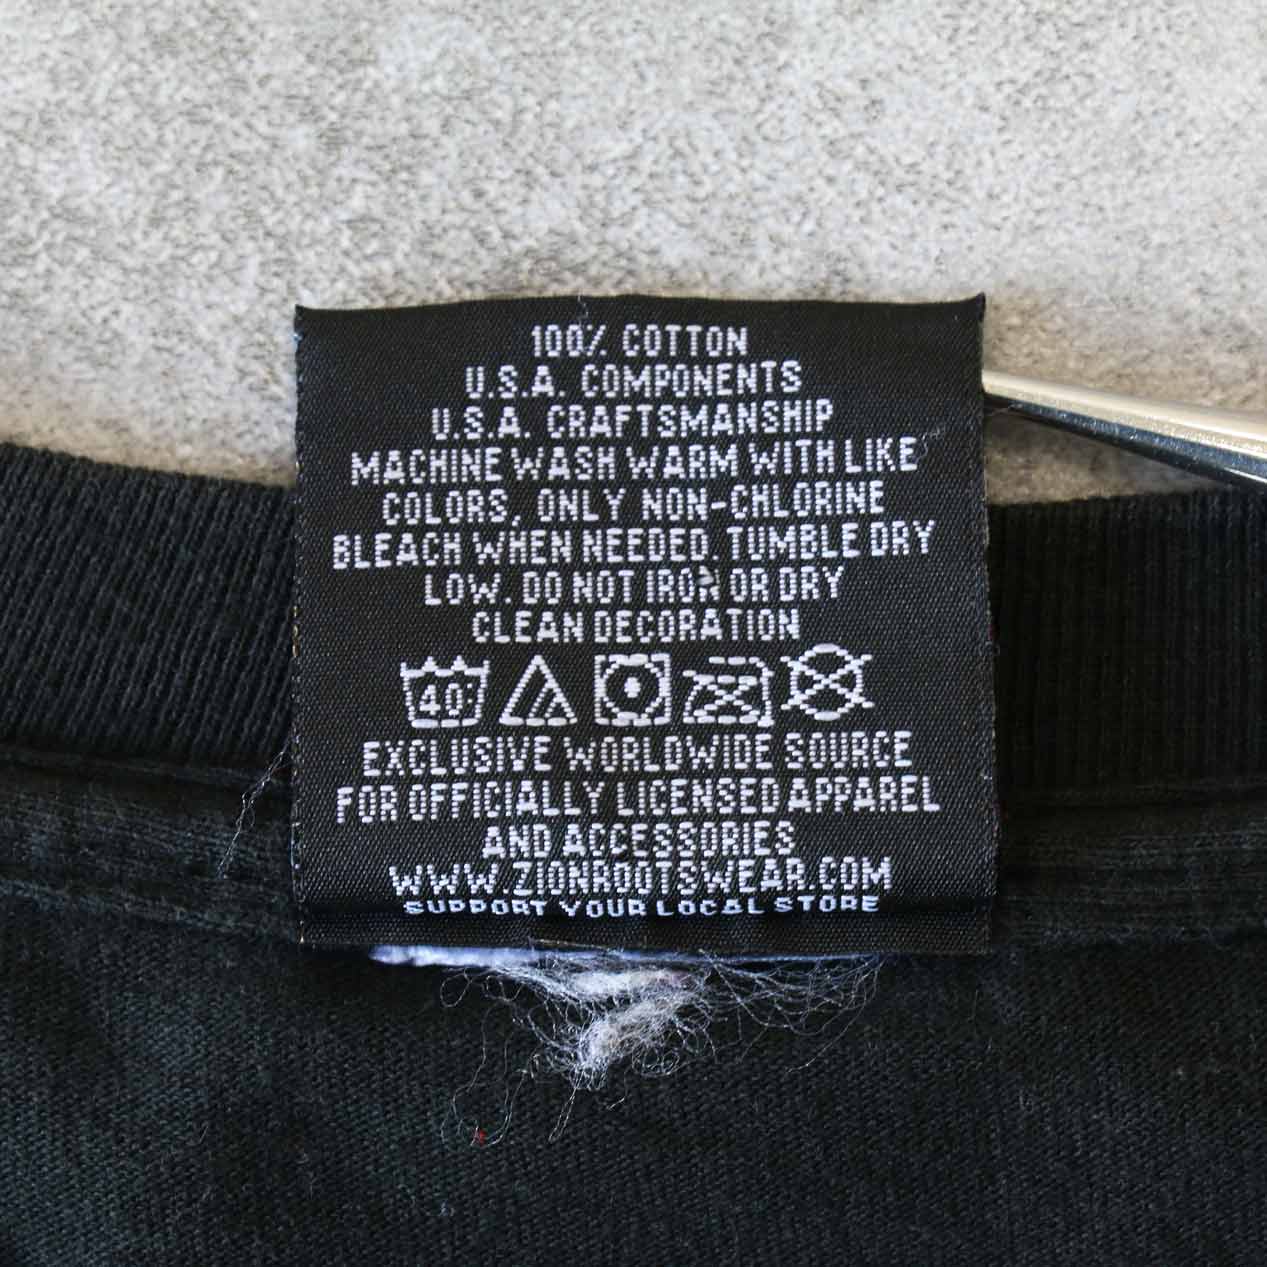 100% COTTON
U.S.A. COMPONENTS
U.S.A. CRAFTSMANSHIP
MACHINE WASH WARM WITH LIKE
COLORS, ONLY NON-CHLORINE
BLEACH WHEN NEEDED. TUMBLE DRY
LOW. DO NOT IRON OR DRY
CLEAN DECORATION
40°
EXCLUSIVE WORLDWIDE SOURCE
FOR OFFICIALLY LICENSED APPAREL
AND ACCESSORIES
WWW.ZIONROOTSWEAR.COM
SUPPORT YOUR LOCAL STORE